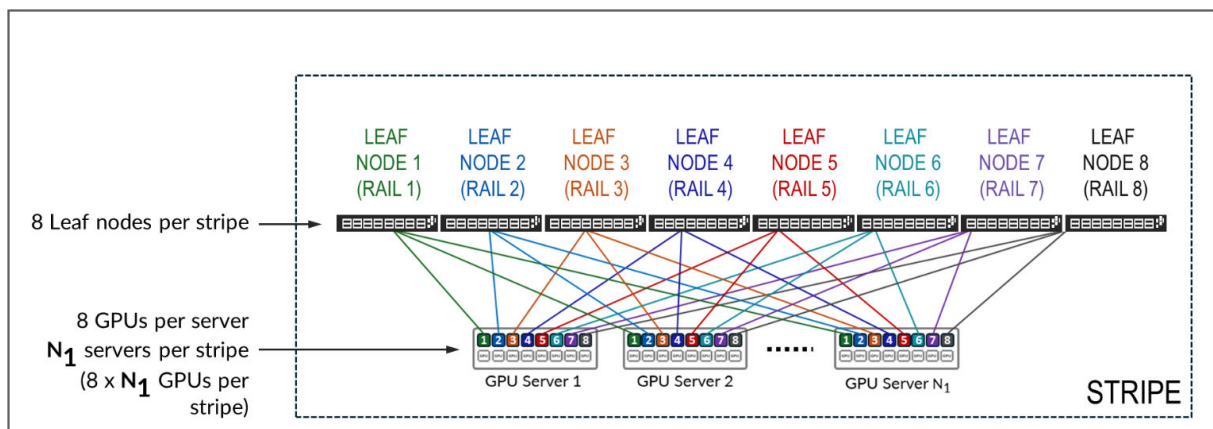 LEAF NODE 1 (RAIL 1)
LEAF NODE 2 (RAIL 2)
LEAF NODE 3 (RAIL 3)
LEAF NODE 4 (RAIL 4)
LEAF NODE 5 (RAIL 5)
LEAF NODE 6 (RAIL 6)
LEAF NODE 7 (RAIL 7)
LEAF NODE 8 (RAIL 8)
8 Leaf nodes per stripe
8 GPUs per server
N₁ servers per stripe
(8 x N₁ GPUs per
stripe)
1 2 3 4 5 6 7 8
GPU Server 1
1 2 3 4 5 6 7 8
GPU Server 2
1 2 3 4 5 6 7 8
GPU Server N₁
STRIPE